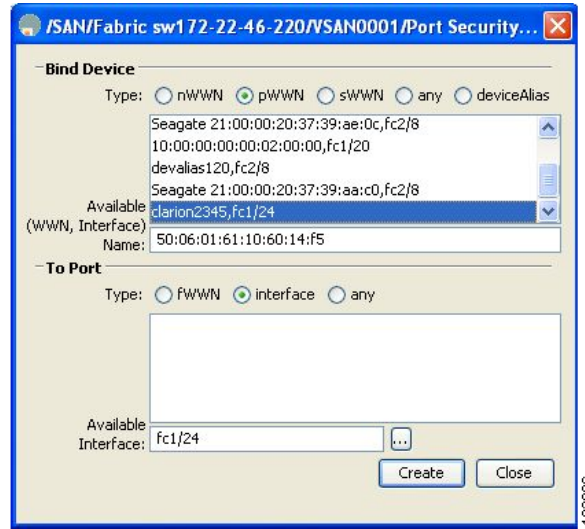 /SAN/Fabric sw172-22-46-220/VSAN0001/Port Security...
Bind Device
Type: nWWN pWWN sWWN any deviceAlias
Seagate 21:00:00:20:37:39:ae:0c,fc2/8
10:00:00:00:00:02:00:00,fc1/20
devalias120,fc2/8
Seagate 21:00:00:20:37:39:aa:c0,fc2/8
clarion2345,fc1/24
Available
(WWN, Interface)
Name: 50:06:01:61:10:60:14:f5
To Port
Type: fWWN interface any
Available
Interface: fc1/24 ...
Create Close